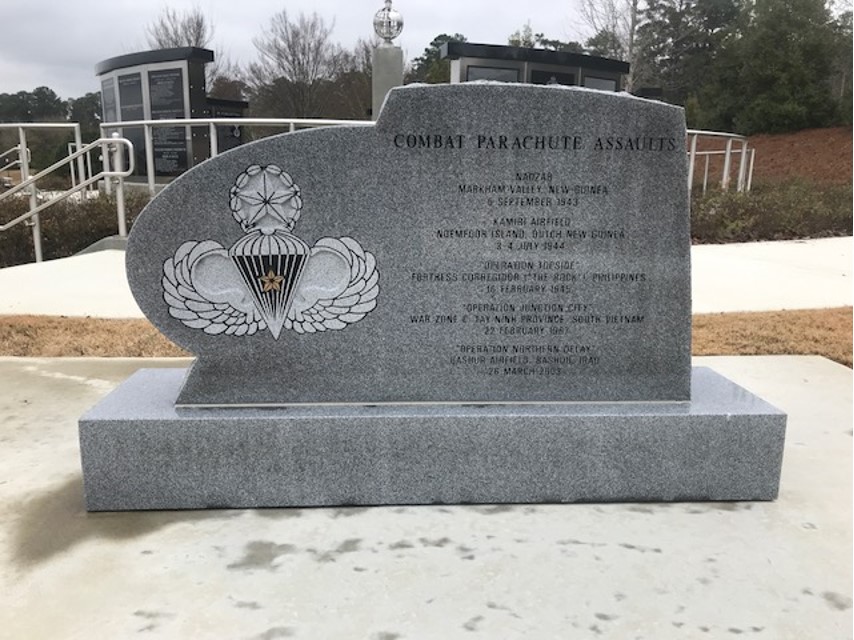 COMBAT PARACHUTE ASSAULTS
NADZAB
MARKHAM VALLEY, NEW GUINEA
5 SEPTEMBER 1943
KAMIRI AIRFIELD
NOEMFOOR ISLAND, DUTCH NEW GUINEA
3-4 JULY 1944
"OPERATION TOPSIDE"
FORTRESS CORREGIDOR ("THE ROCK"), PHILIPPINES
16 FEBRUARY 1945
"OPERATION JUNCTION CITY"
WAR ZONE C, TAY NINH PROVINCE, SOUTH VIETNAM
22 FEBRUARY 1967
"OPERATION NORTHERN DELAY"
BASHUR AIRFIELD, BASHUR, IRAQ
26 MARCH 2003